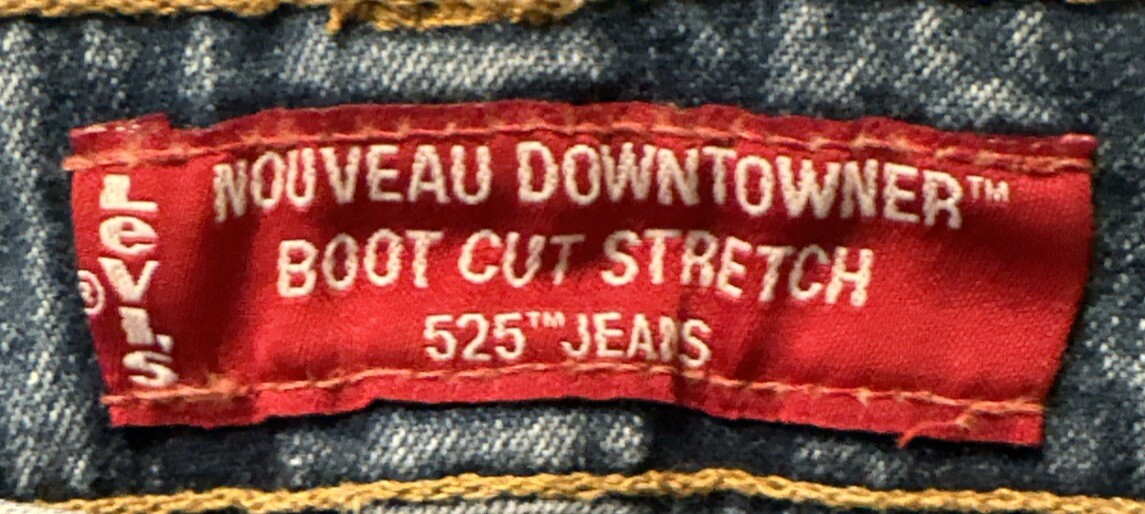 LeVI'S
®
NOUVEAU DOWNTOWNER™
BOOT CUT STRETCH
525™ JEANS